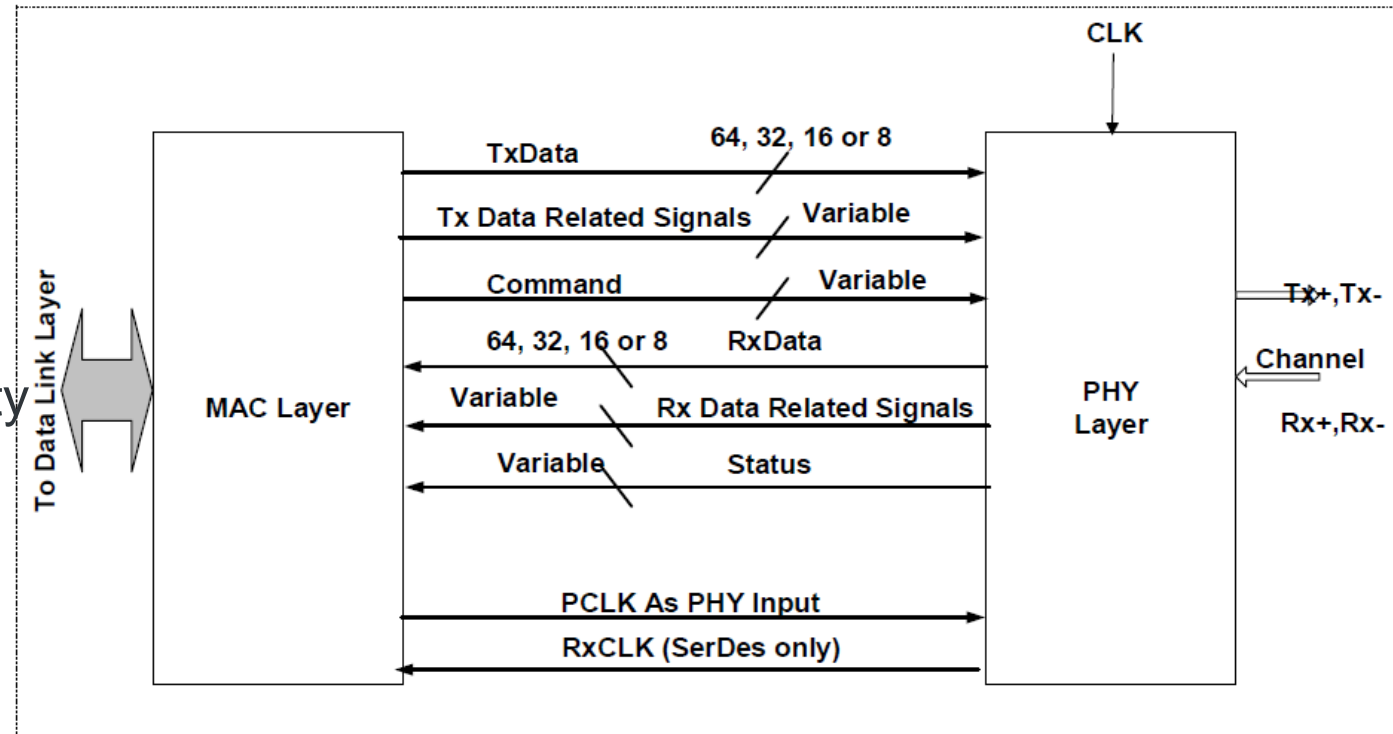 CLK
64, 32, 16 or 8
TxData
Tx Data Related Signals
Variable
Command
Variable
Tx+,Tx-
64, 32, 16 or 8
RxData
Channel
To Data Link Layer
ty
MAC Layer
Variable
Rx Data Related Signals
PHY
Layer
Rx+,Rx-
Variable
Status
PCLK As PHY Input
RxCLK (SerDes only)